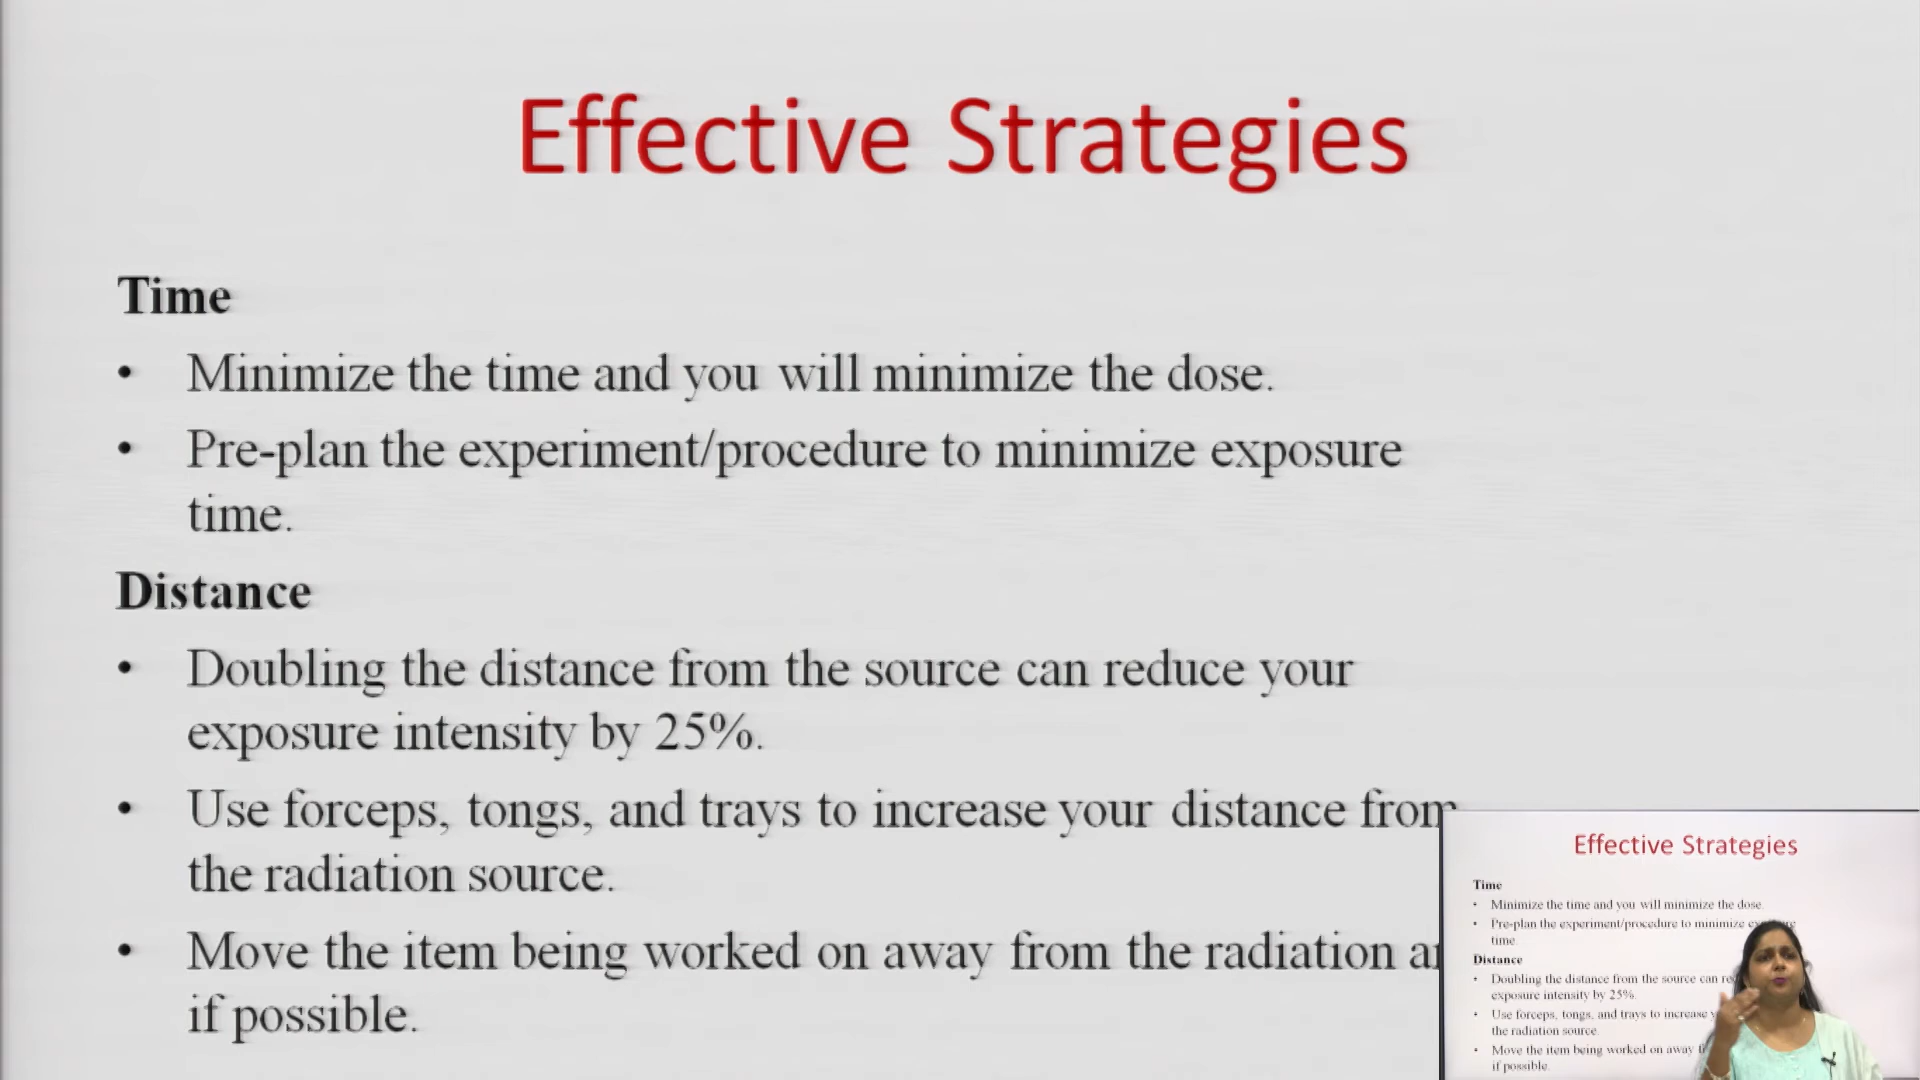 Effective Strategies
Time
• Minimize the time and you will minimize the dose.
• Pre-plan the experiment/procedure to minimize exposure
time.
Distance
• Doubling the distance from the source can reduce your
exposure intensity by 25%.
• Use forceps, tongs, and trays to increase your distance from
the radiation source.
• Move the item being worked on away from the radiation
if possible.
Effective Strategies
Time
• Minimize the time and you will minimize the dose.
• Pre-plan the experiment/procedure to minimize
time
Distance
• Doubling the distance from the source can
exposure intensity by 25%.
• Use forceps, tongs, and trays to increase
the radiation source.
• Move the item being worked on away
if possible.